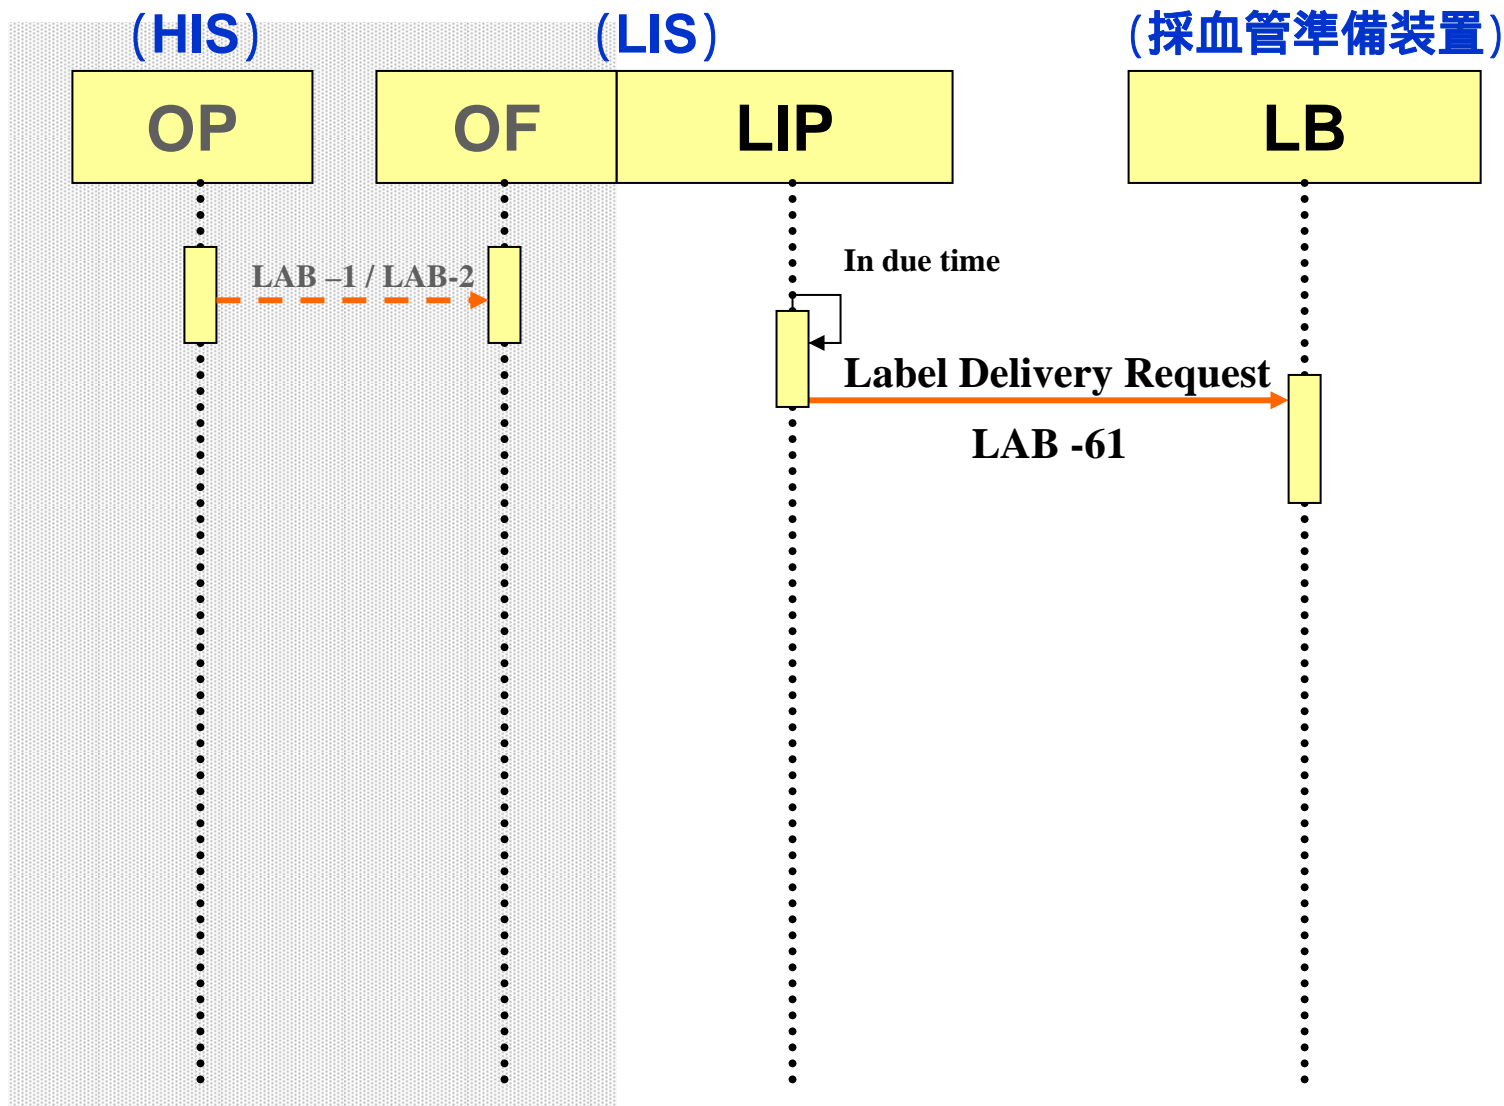 (HIS)
(LIS)
(採血管準備装置)
OP
OF
LIP
LB
In due time
LAB –1 / LAB-2
Label Delivery Request
LAB -61